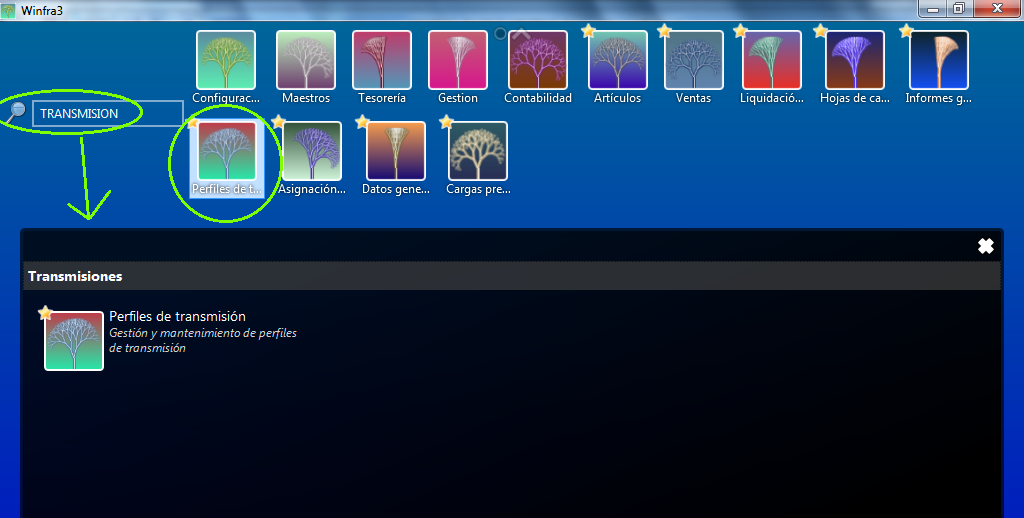 Winfra3
Configurac...
Maestros
Tesorería
Gestion
Contabilidad
Artículos
Ventas
Liquidació...
Hojas de ca...
Informes g...
TRANSMISION
Perfiles de t...
Asignación...
Datos gene...
Cargas pre...
Transmisiones
Perfiles de transmisión
Gestión y mantenimiento de perfiles
de transmisión